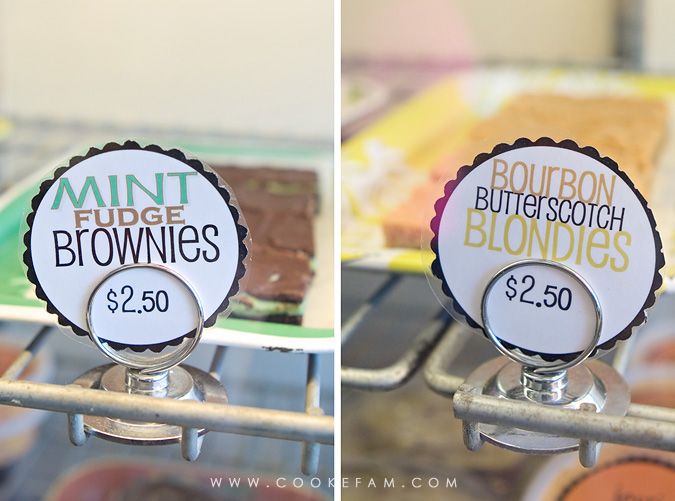 MINT
FUDGE
BROWNIES
$2.50
BOURBON
BUTTERSCOTCH
BLONDIES
$2.50
WWW.COOKEFAM.COM